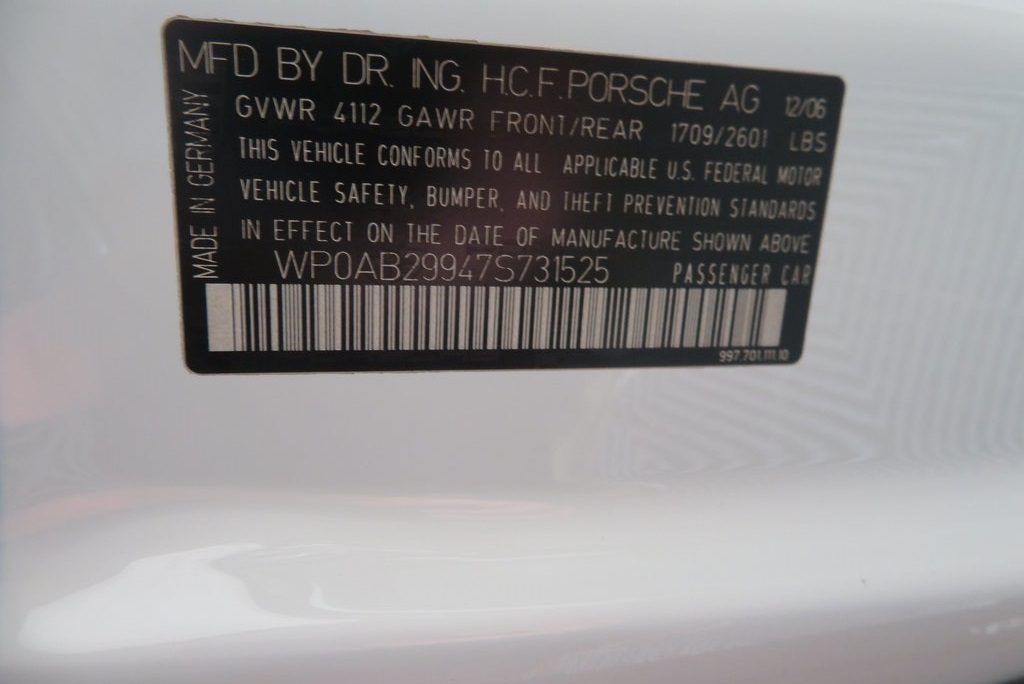 MFD BY DR. ING. H.C.F. PORSCHE AG 12/06
GVWR 4112 GAWR FRONT/REAR 1709/2601 LBS
THIS VEHICLE CONFORMS TO ALL APPLICABLE U.S. FEDERAL MOTOR
VEHICLE SAFETY, BUMPER, AND THEFT PREVENTION STANDARDS
IN EFFECT ON THE DATE OF MANUFACTURE SHOWN ABOVE
WP0AB29947S731525 PASSENGER CAR
997.701.111.10
MADE IN GERMANY